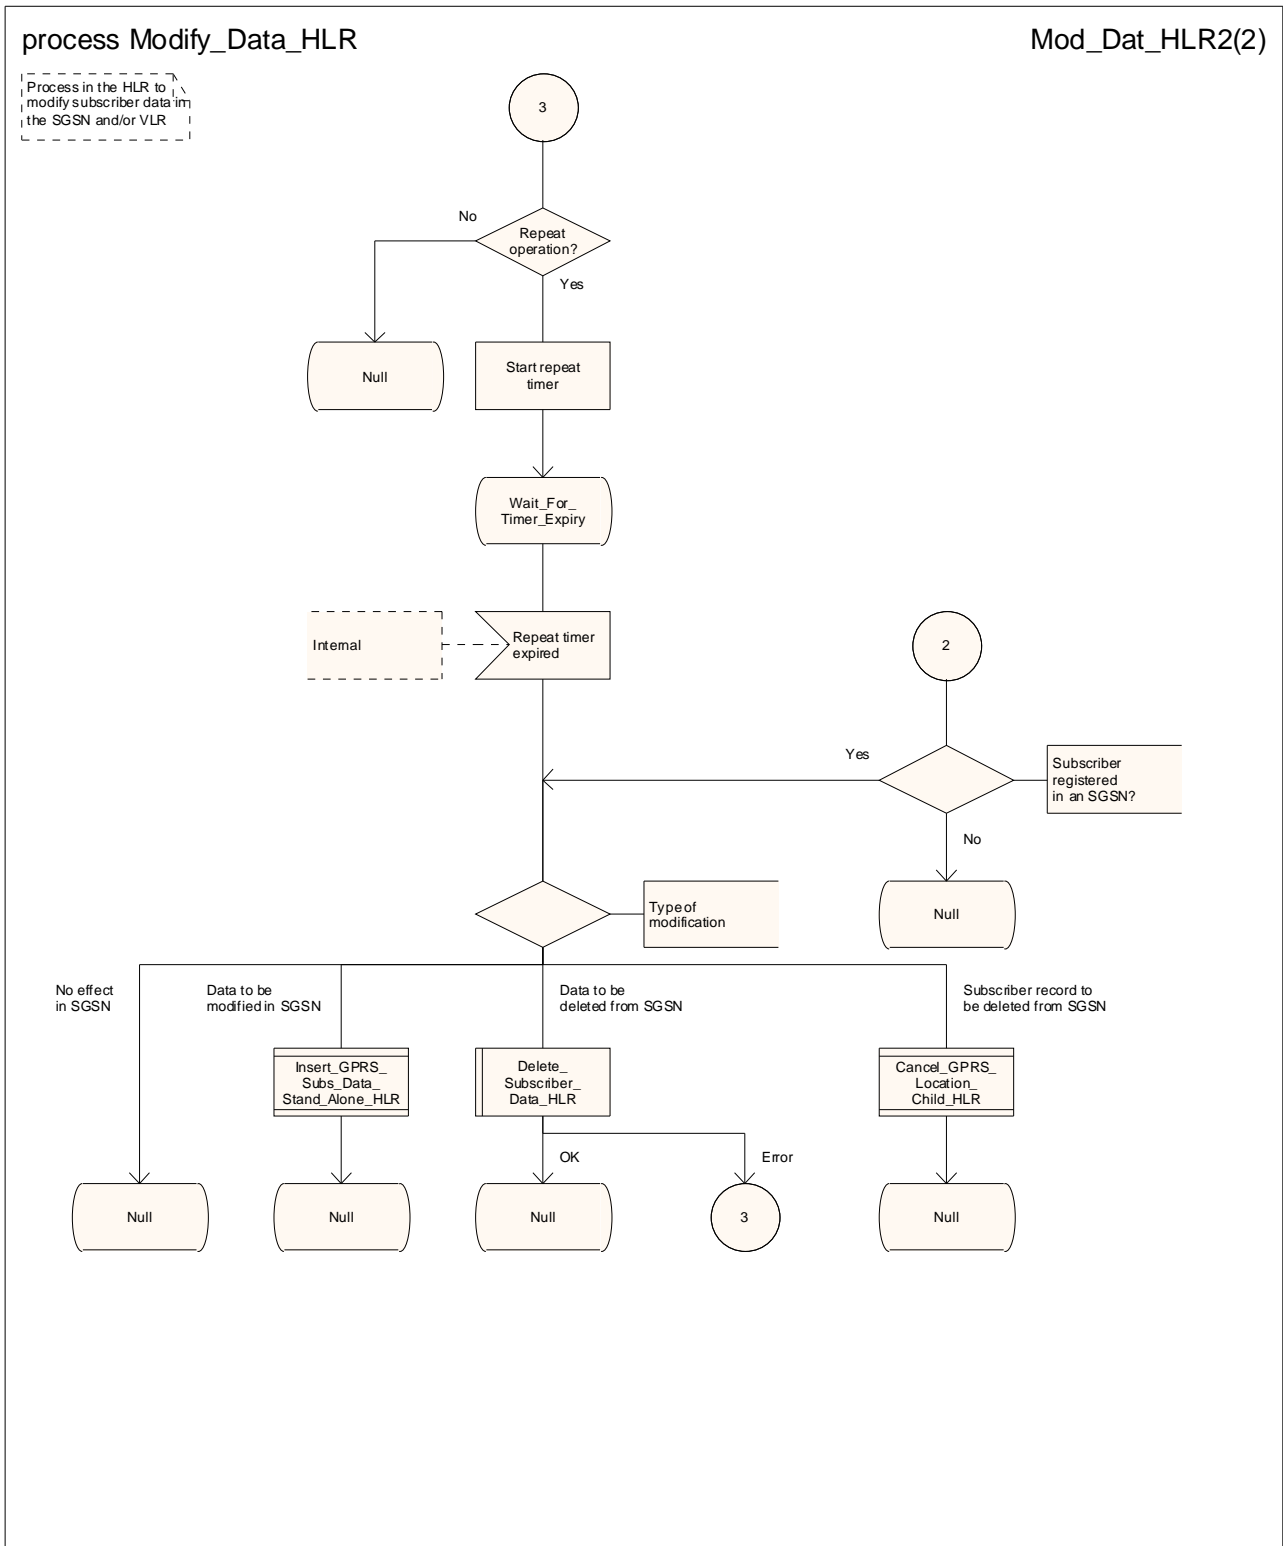 process Modify_Data_HLR
Mod_Dat_HLR2(2)
Process in the HLR to
modify subscriber data in
the SGSN and/or VLR
3
No
Repeat
operation?
Yes
Null
Start repeat
timer
Wait_For_
Timer_Expiry
Internal
Repeat timer
expired
2
Yes
Subscriber
registered
in an SGSN?
No
Null
Type of
modification
No effect
in SGSN
Data to be
modified in SGSN
Data to be
deleted from SGSN
Subscriber record to
be deleted from SGSN
Insert_GPRS_
Subs_Data_
Stand_Alone_HLR
Delete_
Subscriber_
Data_HLR
Cancel_GPRS_
Location_
Child_HLR
OK
Error
Null
Null
Null
3
Null